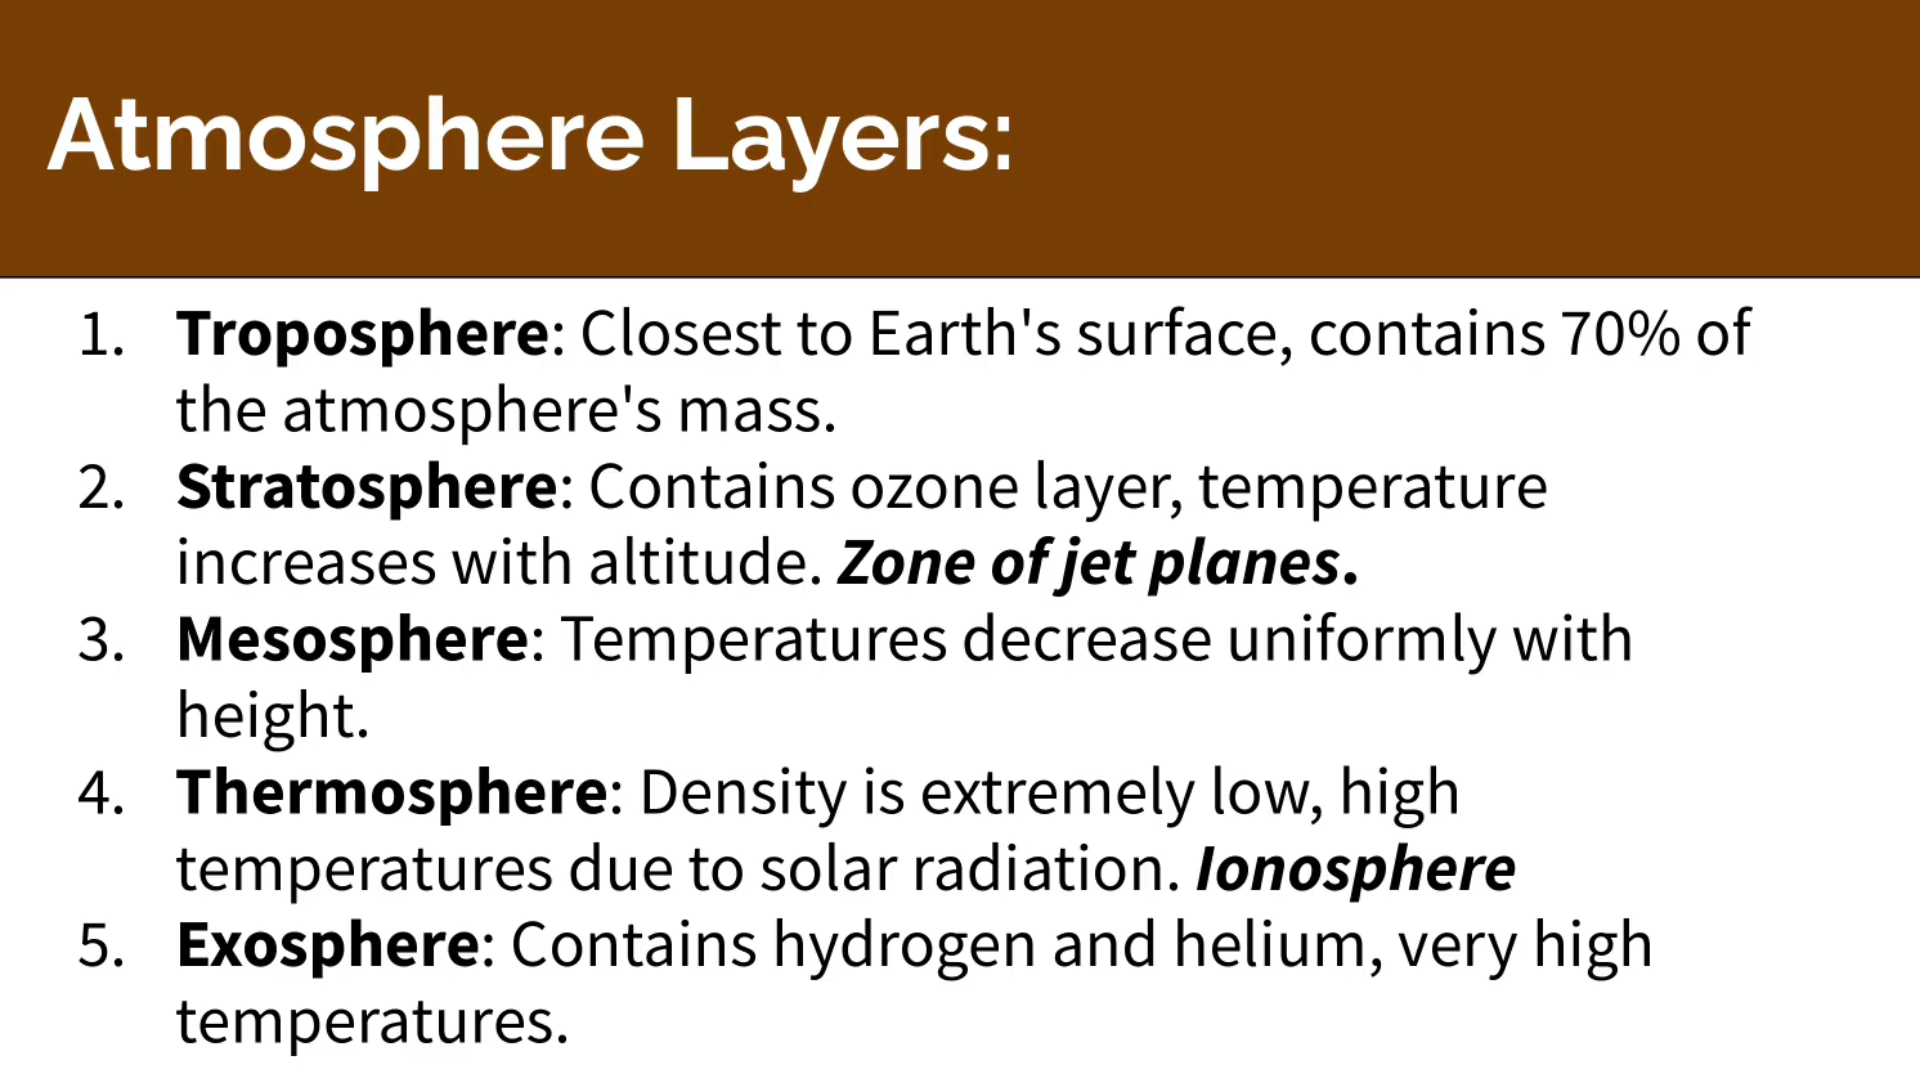 Atmosphere Layers:
1. Troposphere: Closest to Earth's surface, contains 70% of
the atmosphere's mass.
2. Stratosphere: Contains ozone layer, temperature
increases with altitude. Zone of jet planes.
3. Mesosphere: Temperatures decrease uniformly with
height.
4. Thermosphere: Density is extremely low, high
temperatures due to solar radiation. Ionosphere
5. Exosphere: Contains hydrogen and helium, very high
temperatures.